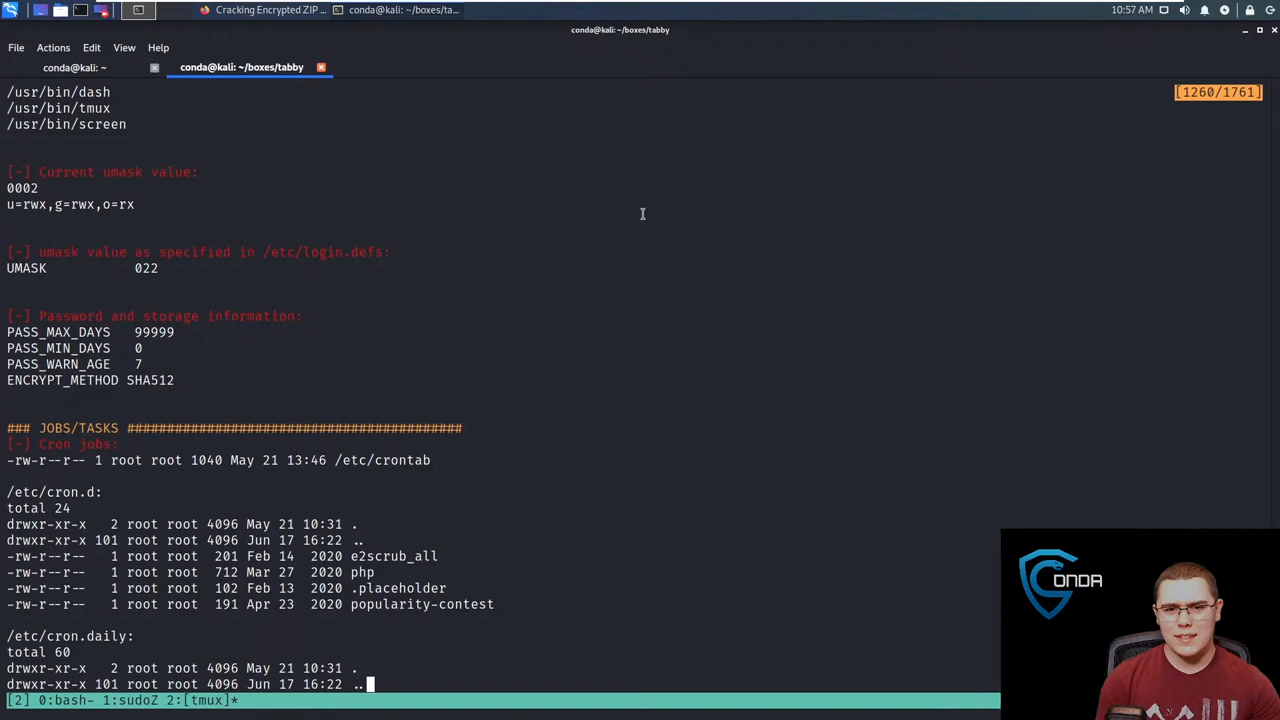 Cracking Encrypted ZIP ...
conda@kali: ~/boxes/ta...
10:57 AM
conda@kali: ~/boxes/tabby
File Actions Edit View Help
conda@kali: ~
conda@kali: ~/boxes/tabby
/usr/bin/dash
[1260/1761]
/usr/bin/tmux
/usr/bin/screen
[-] Current umask value:
0002
u=rwx,g=rwx,o=rx
[-] umask value as specified in /etc/login.defs:
UMASK 022
[-] Password and storage information:
PASS_MAX_DAYS 99999
PASS_MIN_DAYS 0
PASS_WARN_AGE 7
ENCRYPT_METHOD SHA512
### JOBS/TASKS ##########################################
[-] Cron jobs:
-rw-r--r-- 1 root root 1040 May 21 13:46 /etc/crontab
/etc/cron.d:
total 24
drwxr-xr-x 2 root root 4096 May 21 10:31 .
drwxr-xr-x 101 root root 4096 Jun 17 16:22 ..
-rw-r--r-- 1 root root 201 Feb 14 2020 e2scrub_all
-rw-r--r-- 1 root root 712 Mar 27 2020 php
-rw-r--r-- 1 root root 102 Feb 13 2020 .placeholder
-rw-r--r-- 1 root root 191 Apr 23 2020 popularity-contest
/etc/cron.daily:
total 60
drwxr-xr-x 2 root root 4096 May 21 10:31 .
drwxr-xr-x 101 root root 4096 Jun 17 16:22 ..
[2] 0:bash- 1:sudoZ 2:[tmux]*
CONDA